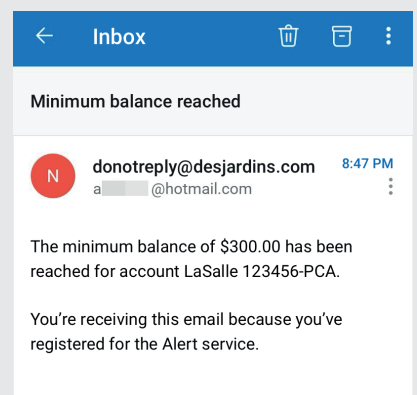 Inbox
Minimum balance reached
N
donotreply@desjardins.com
8:47 PM
a @hotmail.com
The minimum balance of $300.00 has been
reached for account LaSalle 123456-PCA.
You're receiving this email because you've
registered for the Alert service.